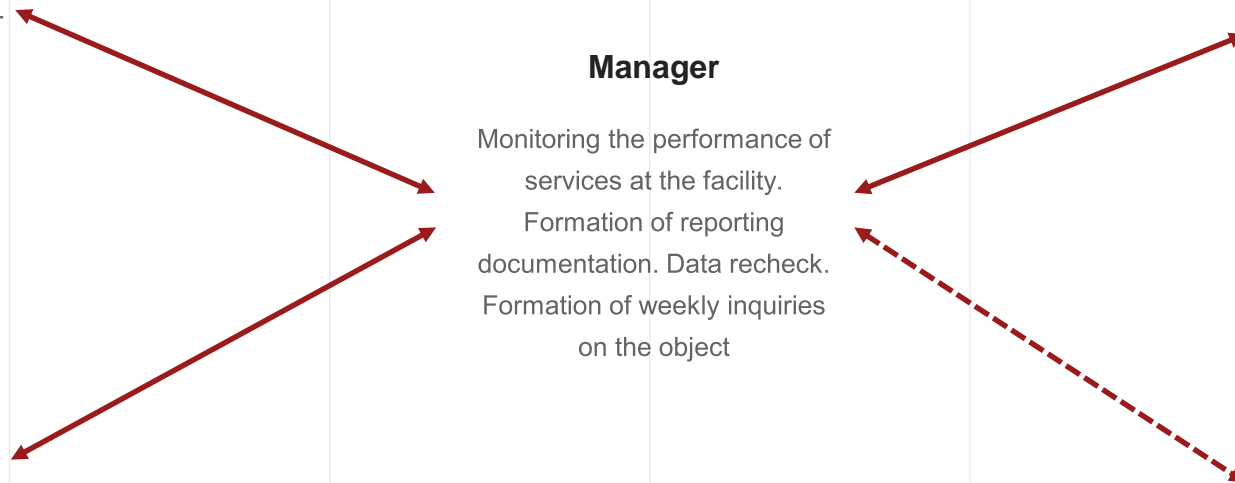 Manager
Monitoring the performance of
services at the facility.
Formation of reporting
documentation. Data recheck.
Formation of weekly inquiries
on the object